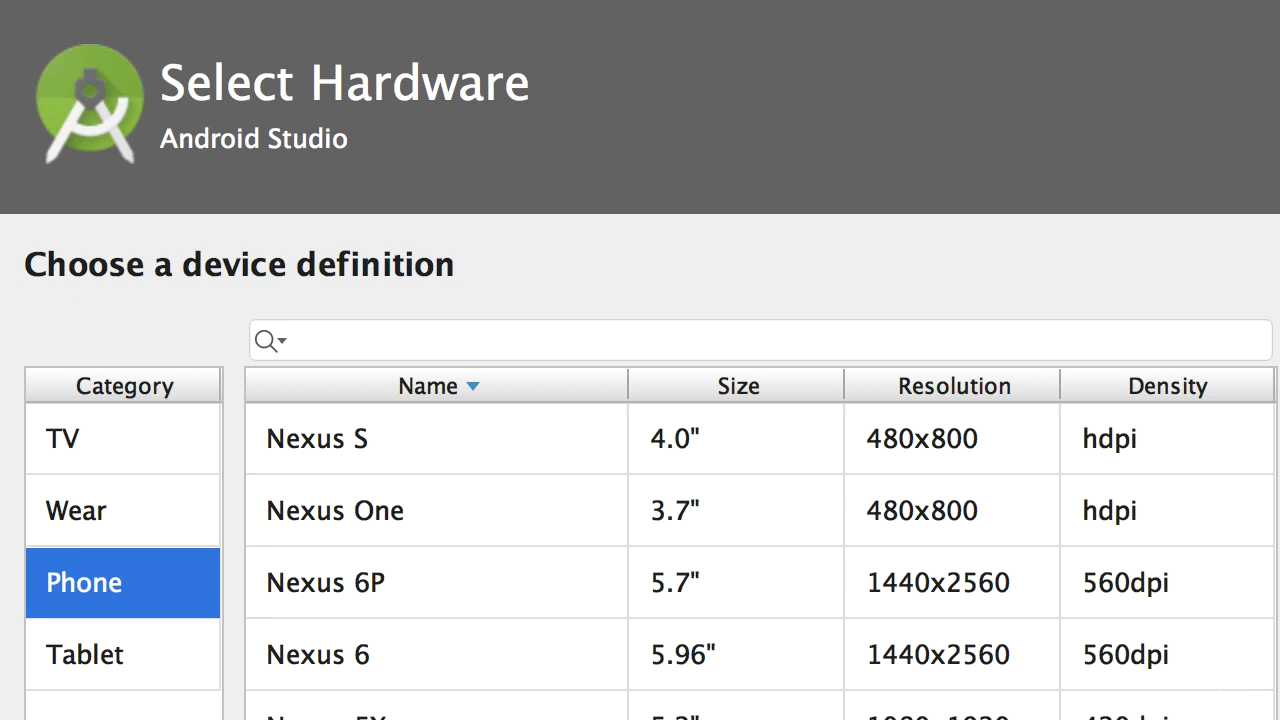 Select Hardware
Android Studio
Choose a device definition
Category Name Size Resolution Density
TV Nexus S 4.0" 480x800 hdpi
Wear Nexus One 3.7" 480x800 hdpi
Phone Nexus 6P 5.7" 1440x2560 560dpi
Tablet Nexus 6 5.96" 1440x2560 560dpi